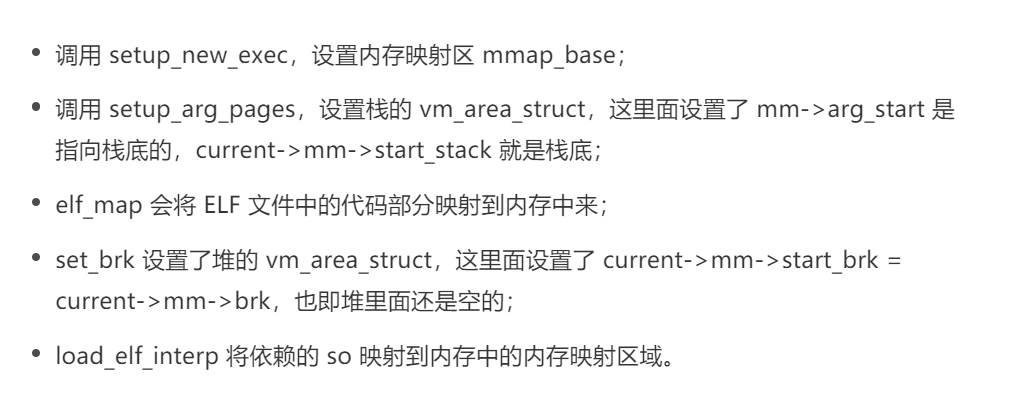 • 调用 setup_new_exec，设置内存映射区 mmap_base；
• 调用 setup_arg_pages，设置栈的 vm_area_struct，这里面设置了 mm->arg_start 是
指向栈底的，current->mm->start_stack 就是栈底；
• elf_map 会将 ELF 文件中的代码部分映射到内存中来；
• set_brk 设置了堆的 vm_area_struct，这里面设置了 current->mm->start_brk =
current->mm->brk，也即堆里面还是空的；
• load_elf_interp 将依赖的 so 映射到内存中的内存映射区域。